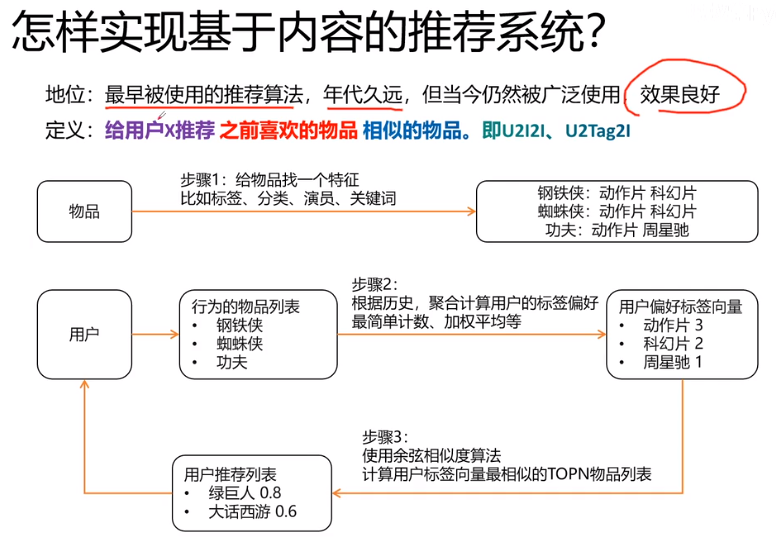 怎样实现基于内容的推荐系统？
地位：最早被使用的推荐算法，年代久远，但当今仍然被广泛使用，效果良好
定义：给用户X推荐 之前喜欢的物品 相似的物品。即U2I2I、U2Tag2I
物品
步骤1：给物品找一个特征
比如标签、分类、演员、关键词
钢铁侠：动作片 科幻片
蜘蛛侠：动作片 科幻片
功夫：动作片 周星驰
用户
行为的物品列表
• 钢铁侠
• 蜘蛛侠
• 功夫
步骤2：
根据历史，聚合计算用户的标签偏好
最简单计数、加权平均等
用户偏好标签向量
• 动作片 3
• 科幻片 2
• 周星驰 1
步骤3：
使用余弦相似度算法
计算用户标签向量最相似的TOPN物品列表
用户推荐列表
• 绿巨人 0.8
• 大话西游 0.6